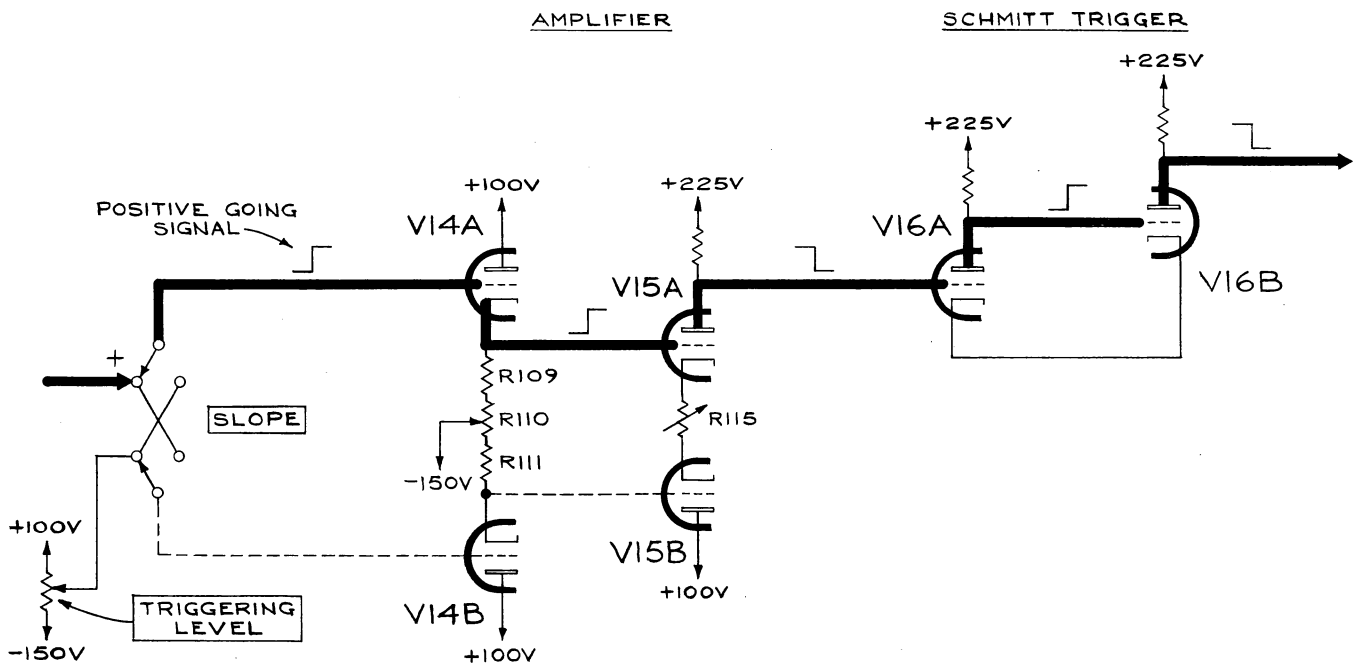 AMPLIFIER
SCHMITT TRIGGER
+225V
+225V
+100V
+225V
POSITIVE GOING
SIGNAL
V14A
V16A
V15A
V16B
+
R109
SLOPE
R110
R115
R111
-150V
+100V
V15B
+100V
TRIGGERING
LEVEL
V14B
-150V
+100V